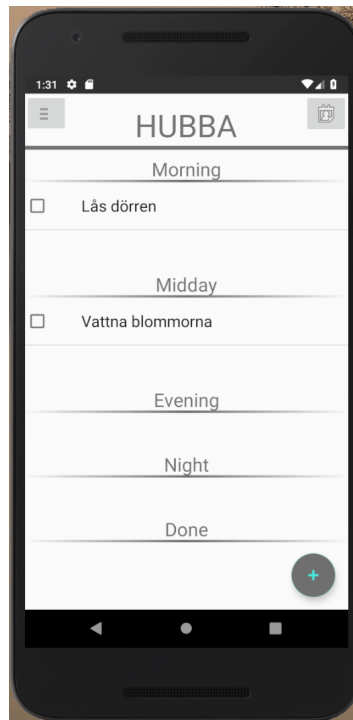 1:31
HUBBA
Morning
Lås dörren
Midday
Vattna blommorna
Evening
Night
Done
+